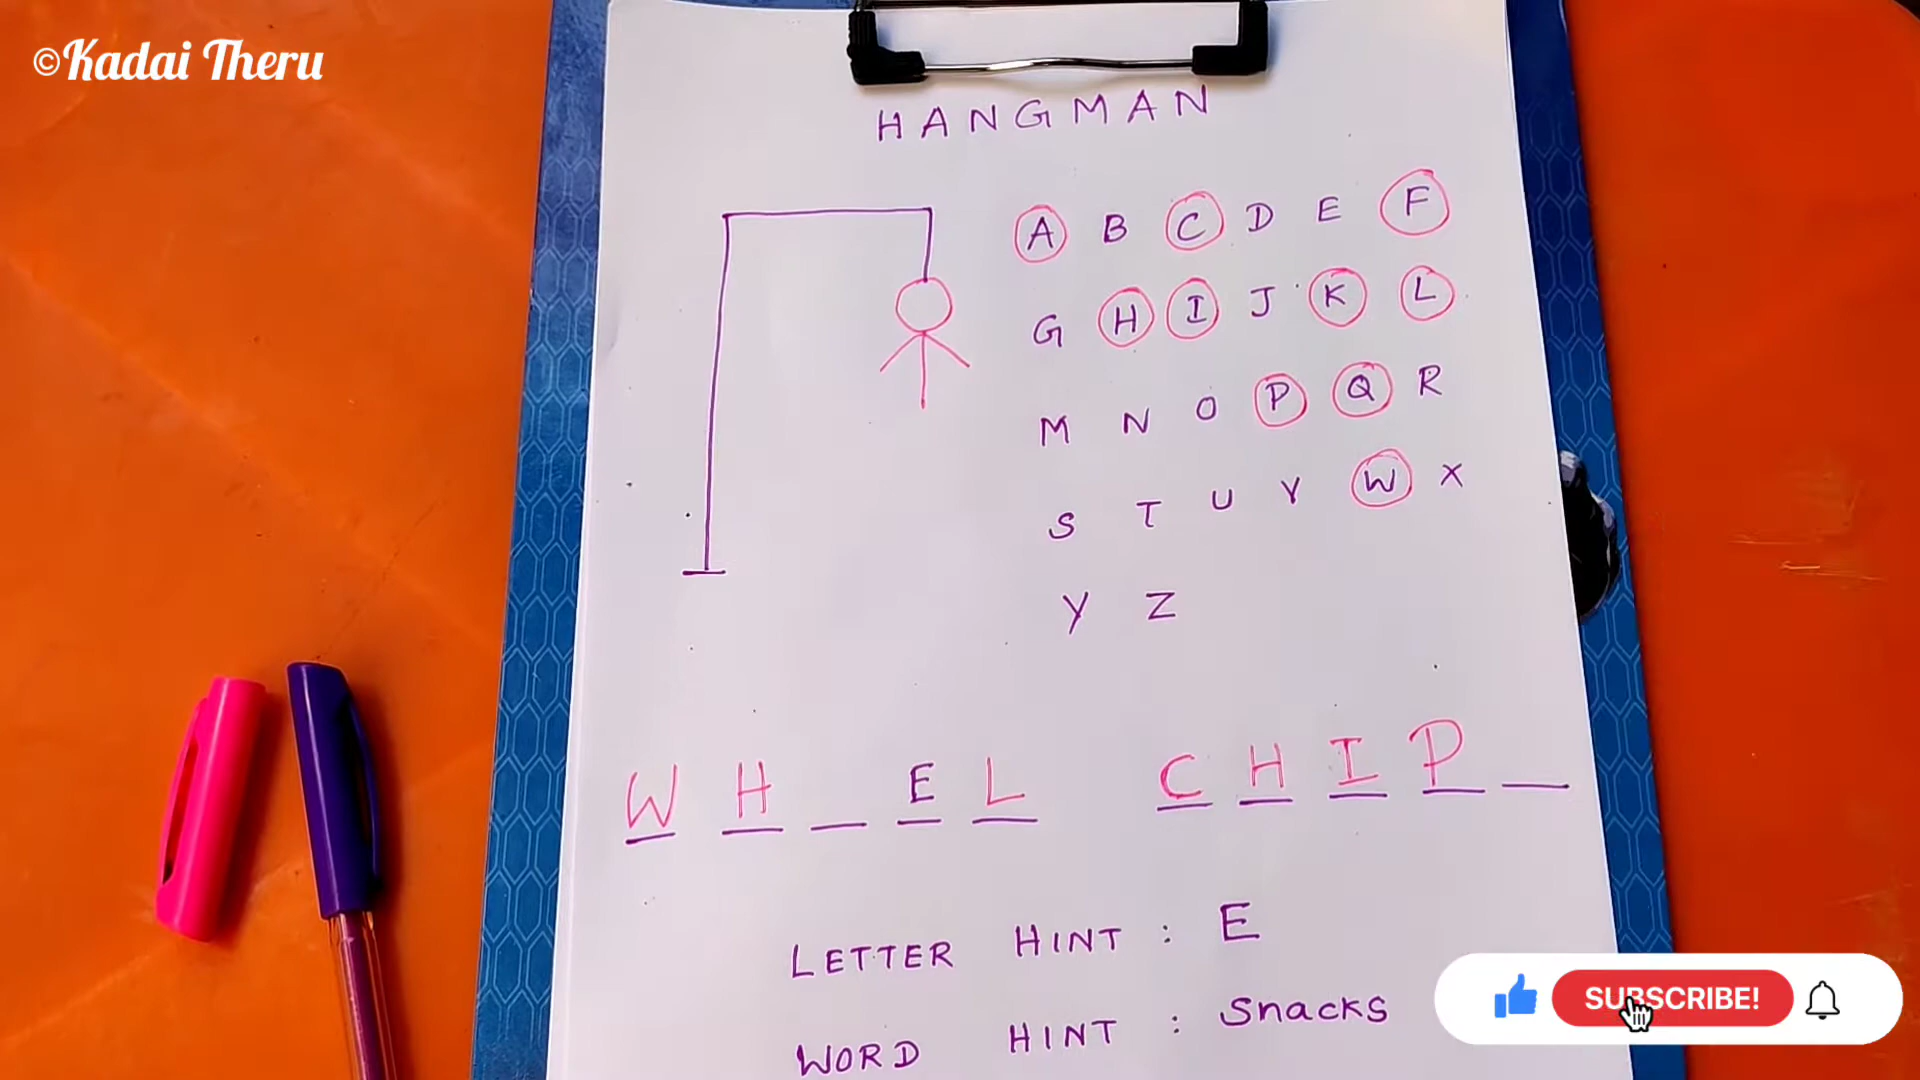 ©Kadai Theru
HANGMAN
A B C D E F
G H I J K L
M N O P Q R
S T U V W X
Y Z
W H _ E L C H I P _
LETTER HINT : E
WORD HINT : Snacks
SUBSCRIBE!